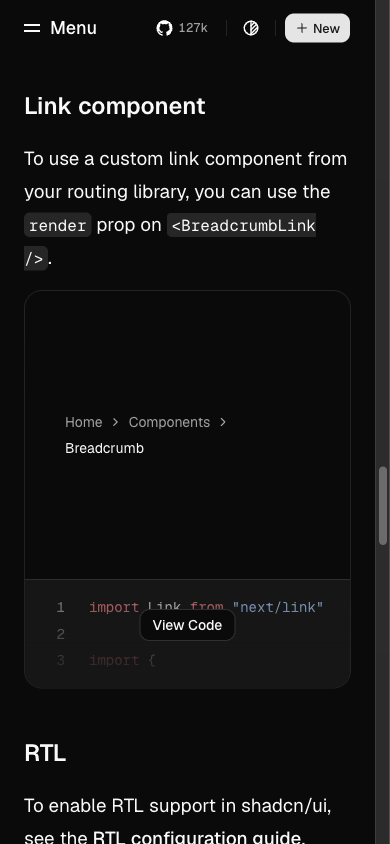 Menu 127k + New
Link component
To use a custom link component from
your routing library, you can use the
render prop on <BreadcrumbLink
/>.
Home > Components >
Breadcrumb
1 import Link from "next/link"
2
View Code
3 import {
RTL
To enable RTL support in shadcn/ui,
see the RTL configuration guide.